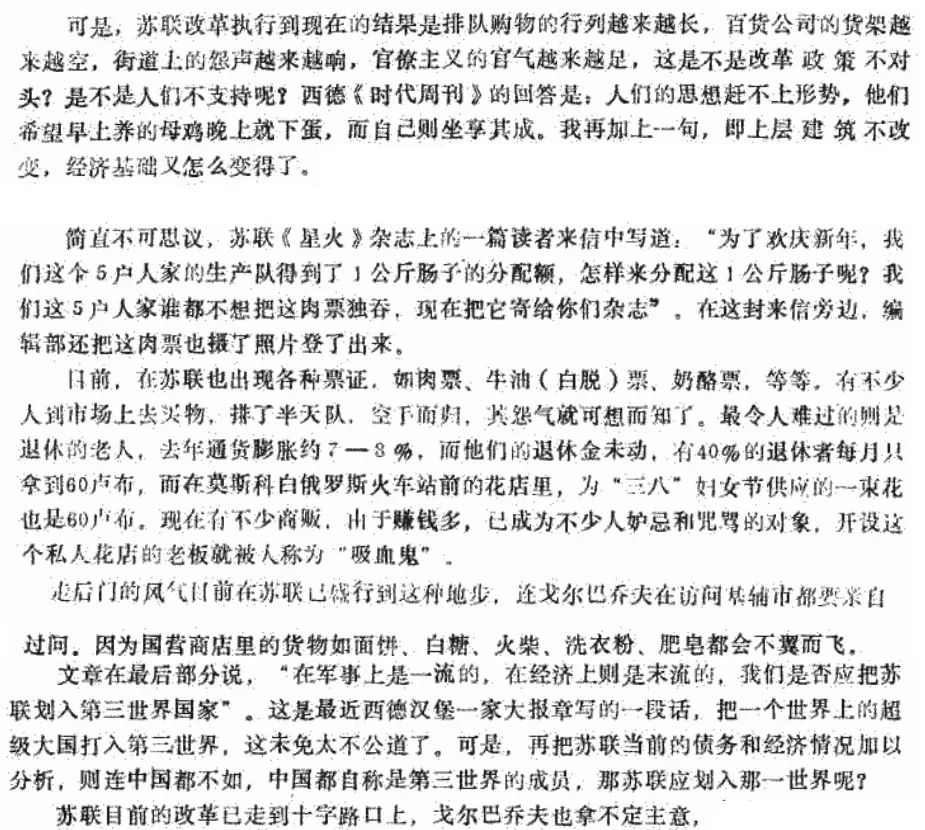 可是，苏联改革执行到现在的结果是排队购物的行列越来越长，百货公司的货架越
来越空，街道上的怨声越来越响，官僚主义的官气越来越足，这是不是改革政策不对
头？是不是人们不支持呢？西德《时代周刊》的回答是：人们的思想赶不上形势，他们
希望早上养的母鸡晚上就下蛋，而自己则坐享其成。我再加上一句，即上层建筑不改
变，经济基础又怎么变得了。
简直不可思议，苏联《星火》杂志上的一篇读者来信中写道：“为了欢庆新年，我
们这个5户人家的生产队得到了1公斤肠子的分配额，怎样来分配这1公斤肠子呢？我
们这5户人家谁都不想把这肉票独吞，现在把它寄给你们杂志”。在这封来信旁边，编
辑部还把这肉票也摄了照片登了出来。
目前，在苏联也出现各种票证，如肉票、牛油（白脱）票、奶酪票，等等。有不少
人到市场上去买物，排了半天队，空手而归，其怨气就可想而知了。最令人难过的则是
退休的老人，去年通货膨胀约7—8％，而他们的退休金未动，有40％的退休者每月只
拿到60卢布，而在莫斯科白俄罗斯火车站前的花店里，为“三八”妇女节供应的一束花
也是60卢布。现在有不少商贩，由于赚钱多，已成为不少人妒忌和咒骂的对象，开设这
个私人花店的老板就被人称为“吸血鬼”。
走后门的风气目前在苏联已盛行到这种地步，连戈尔巴乔夫在访问基辅市都要亲自
过问。因为国营商店里的货物如面饼、白糖、火柴、洗衣粉、肥皂都会不翼而飞。
文章在最后部分说，“在军事上是一流的，在经济上则是末流的，我们是否应把苏
联划入第三世界国家”。这是最近西德汉堡一家大报章写的一段话，把一个世界上的超
级大国打入第三世界，这未免太不公道了。可是，再把苏联当前的债务和经济情况加以
分析，则连中国都不如，中国都自称是第三世界的成员，那苏联应划入那一世界呢？
苏联目前的改革已走到十字路口上，戈尔巴乔夫也拿不定主意，